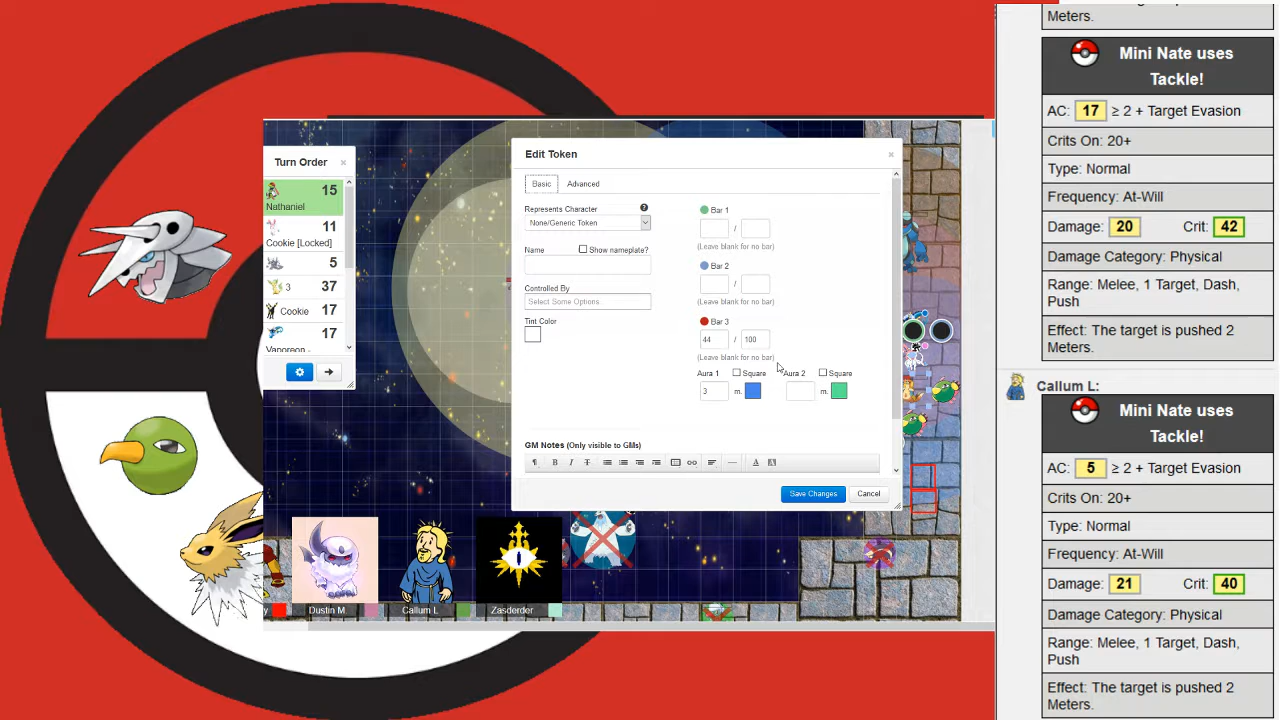 Turn Order ×
15
Nathaniel
11
Cookie [Locked]
5
3 37
Cookie 17
17
Vaporeon -
Edit Token ×
Basic Advanced
Represents Character
None/Generic Token
Name Show nameplate?
Controlled By
Select Some Options
Tint Color
Bar 1
/
(Leave blank for no bar)
Bar 2
/
(Leave blank for no bar)
Bar 3
44 / 100
(Leave blank for no bar)
Aura 1 Square Aura 2 Square
3 m. m.
GM Notes (Only visible to GMs)
Save Changes Cancel
y Dustin M. Callum L Zasderder
Meters.
Mini Nate uses
Tackle!
AC: 17 ≥ 2 + Target Evasion
Crits On: 20+
Type: Normal
Frequency: At-Will
Damage: 20 Crit: 42
Damage Category: Physical
Range: Melee, 1 Target, Dash,
Push
Effect: The target is pushed 2
Meters.
Callum L:
Mini Nate uses
Tackle!
AC: 5 ≥ 2 + Target Evasion
Crits On: 20+
Type: Normal
Frequency: At-Will
Damage: 21 Crit: 40
Damage Category: Physical
Range: Melee, 1 Target, Dash,
Push
Effect: The target is pushed 2
Meters.